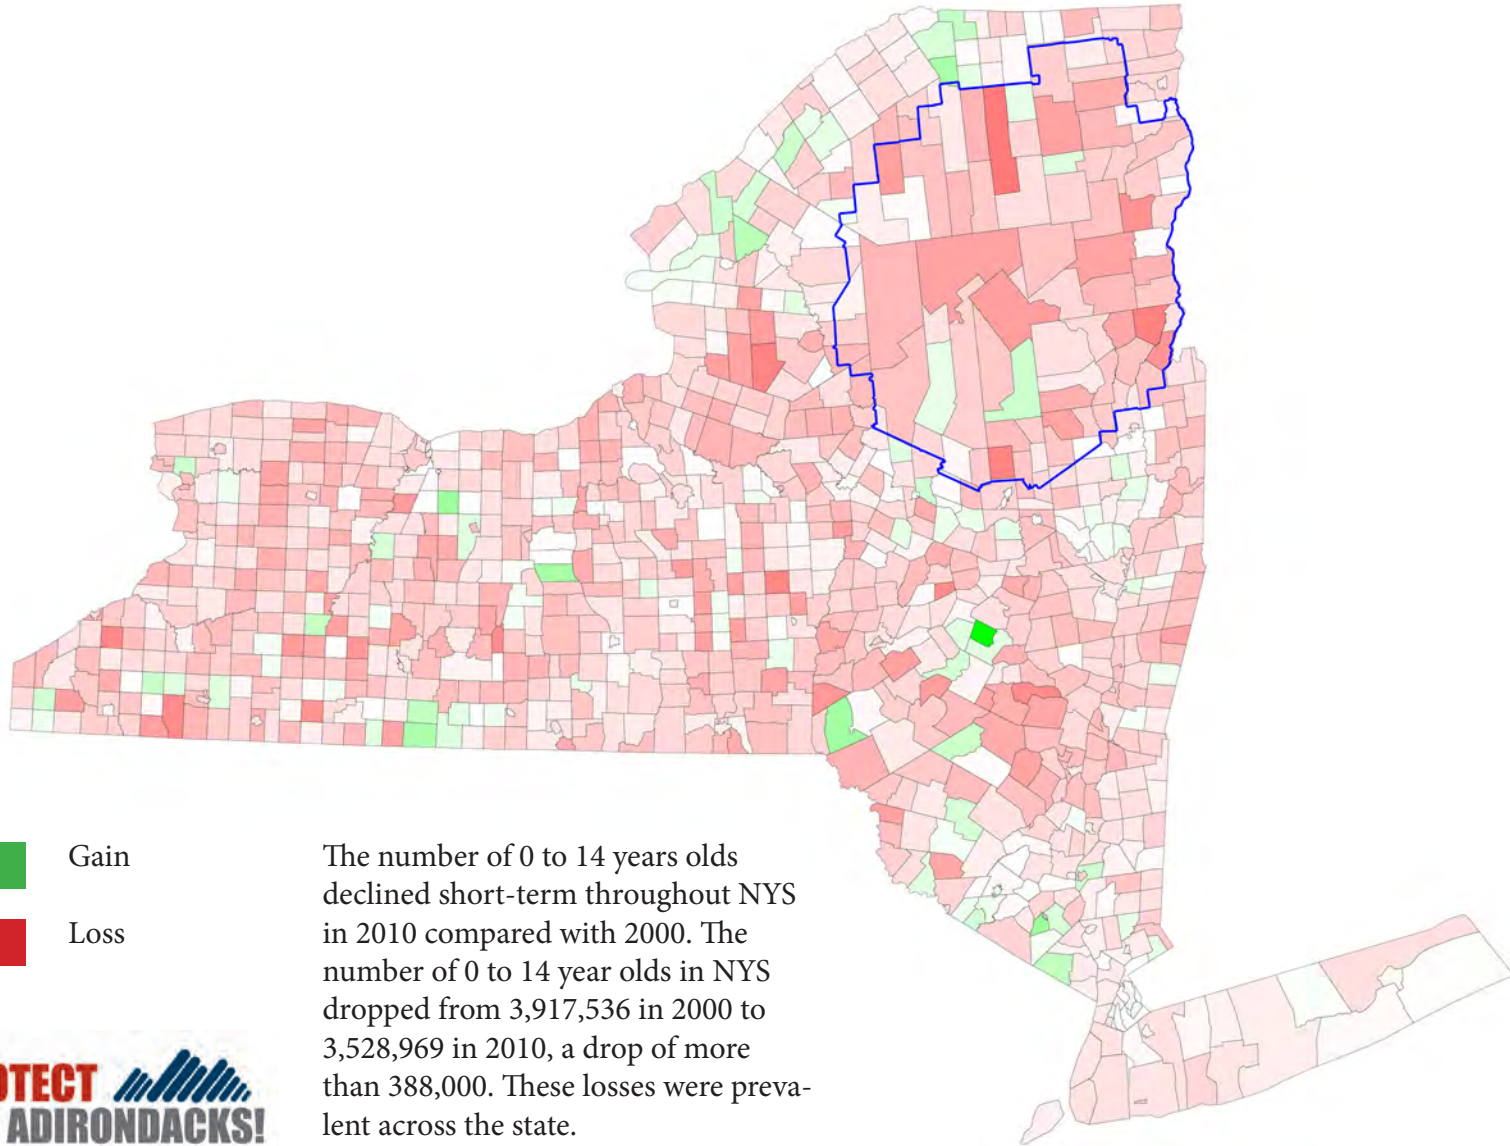 Gain
Loss
The number of 0 to 14 years olds
declined short-term throughout NYS
in 2010 compared with 2000. The
number of 0 to 14 year olds in NYS
dropped from 3,917,536 in 2000 to
3,528,969 in 2010, a drop of more
than 388,000. These losses were preva-
lent across the state.
OTECT
ADIRONDACKS!